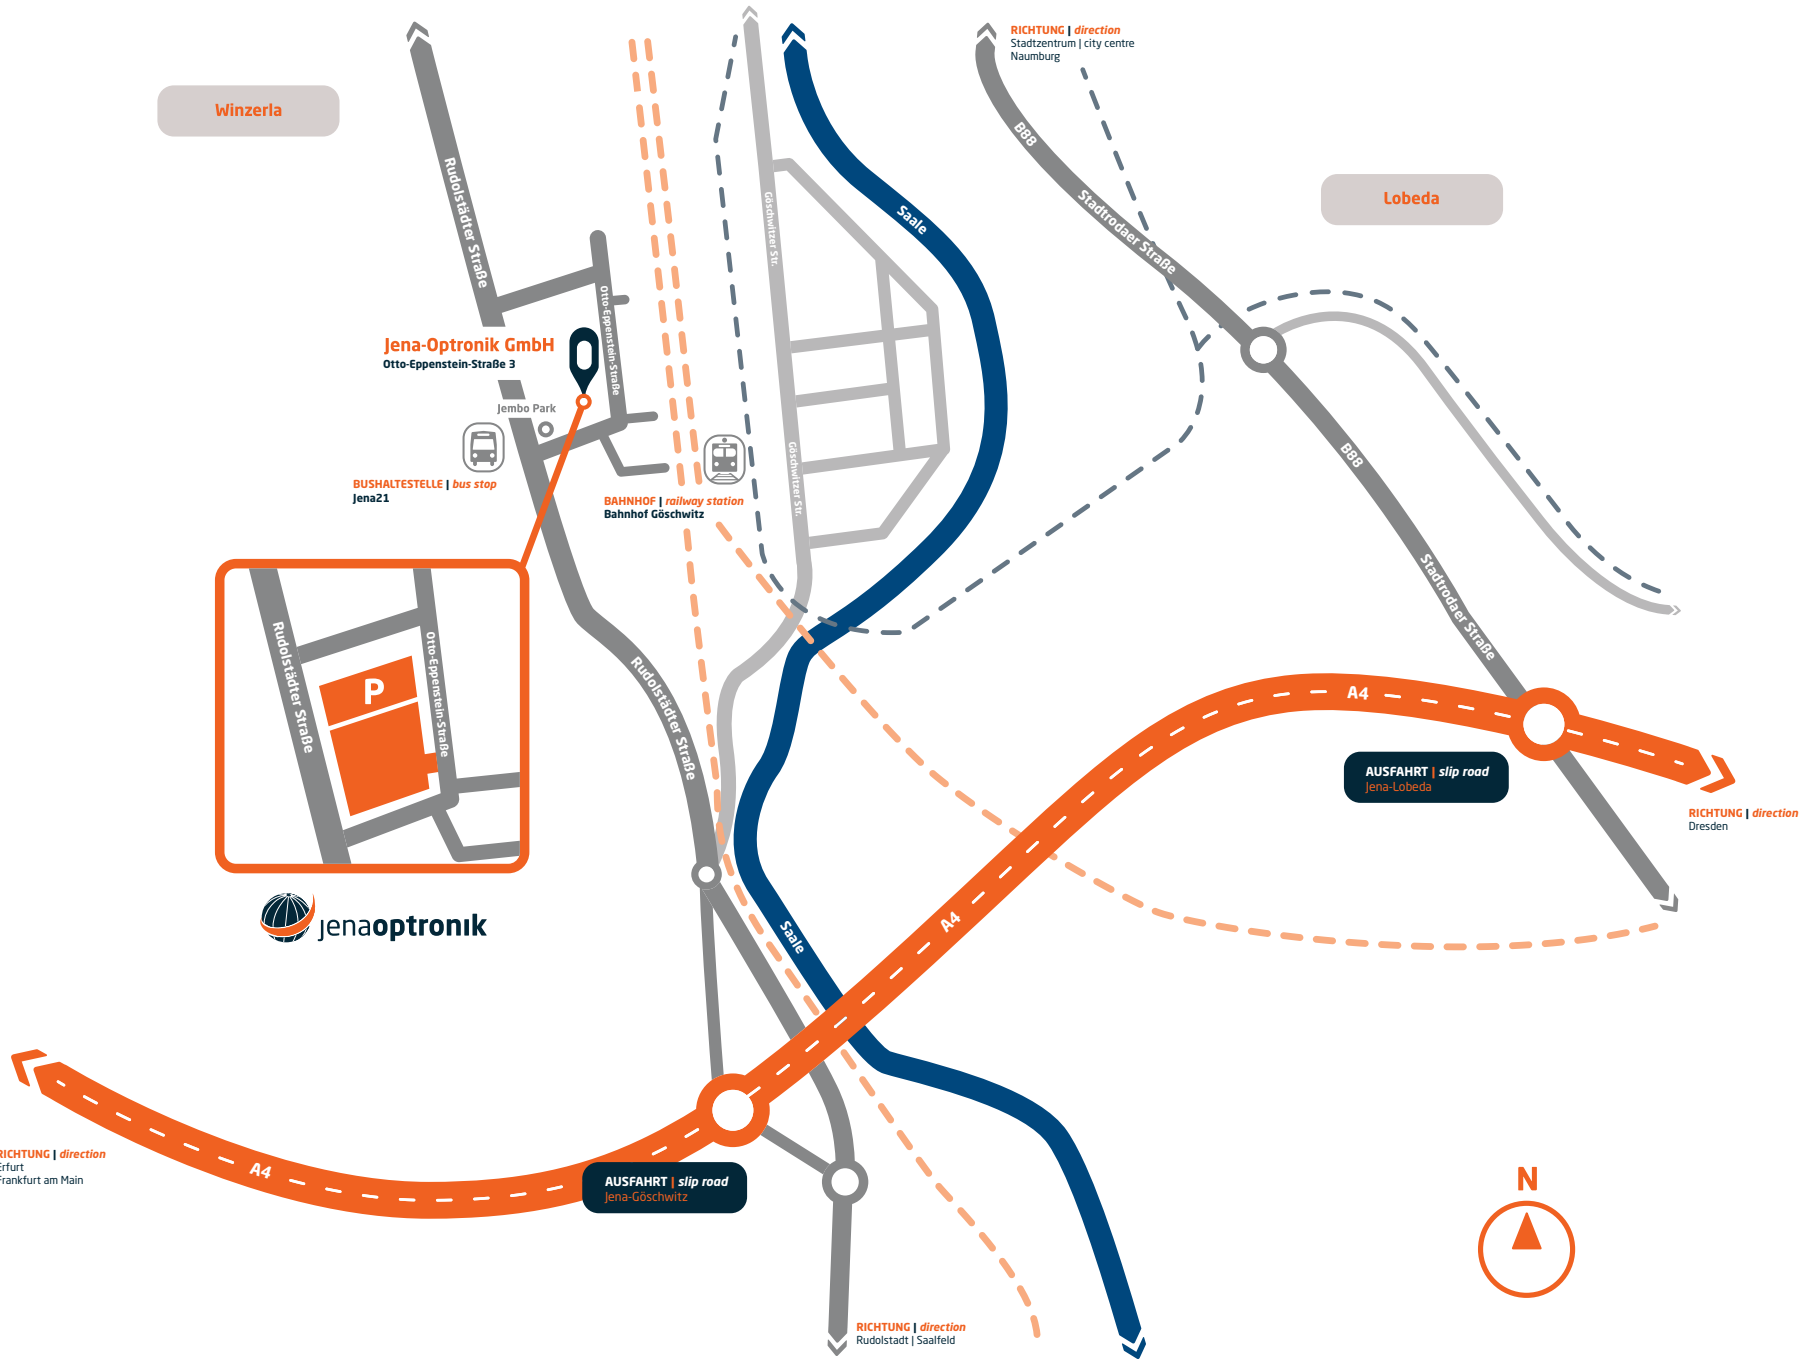 RICHTUNG | direction
Stadtzentrum | city centre
Naumburg
Winzerla
Lobeda
B88
Stadtrodaer Straße
Rudolstädter Straße
Göschwitzer Str.
Saale
Otto-Eppenstein-Straße
Jena-Optronik GmbH
Otto-Eppenstein-Straße 3
Jembo Park
BUSHALTESTELLE | bus stop
Jena21
BAHNHOF | railway station
Bahnhof Göschwitz
Göschwitzer Str.
B88
Stadtrodaer Straße
Rudolstädter Straße
Otto-Eppenstein-Straße
P
Rudolstädter Straße
A4
AUSFAHRT | slip road
Jena-Lobeda
RICHTUNG | direction
Dresden
jenaoptronik
Saale
A4
RICHTUNG | direction
Erfurt
Frankfurt am Main
A4
AUSFAHRT | slip road
Jena-Göschwitz
N
RICHTUNG | direction
Rudolstadt | Saalfeld